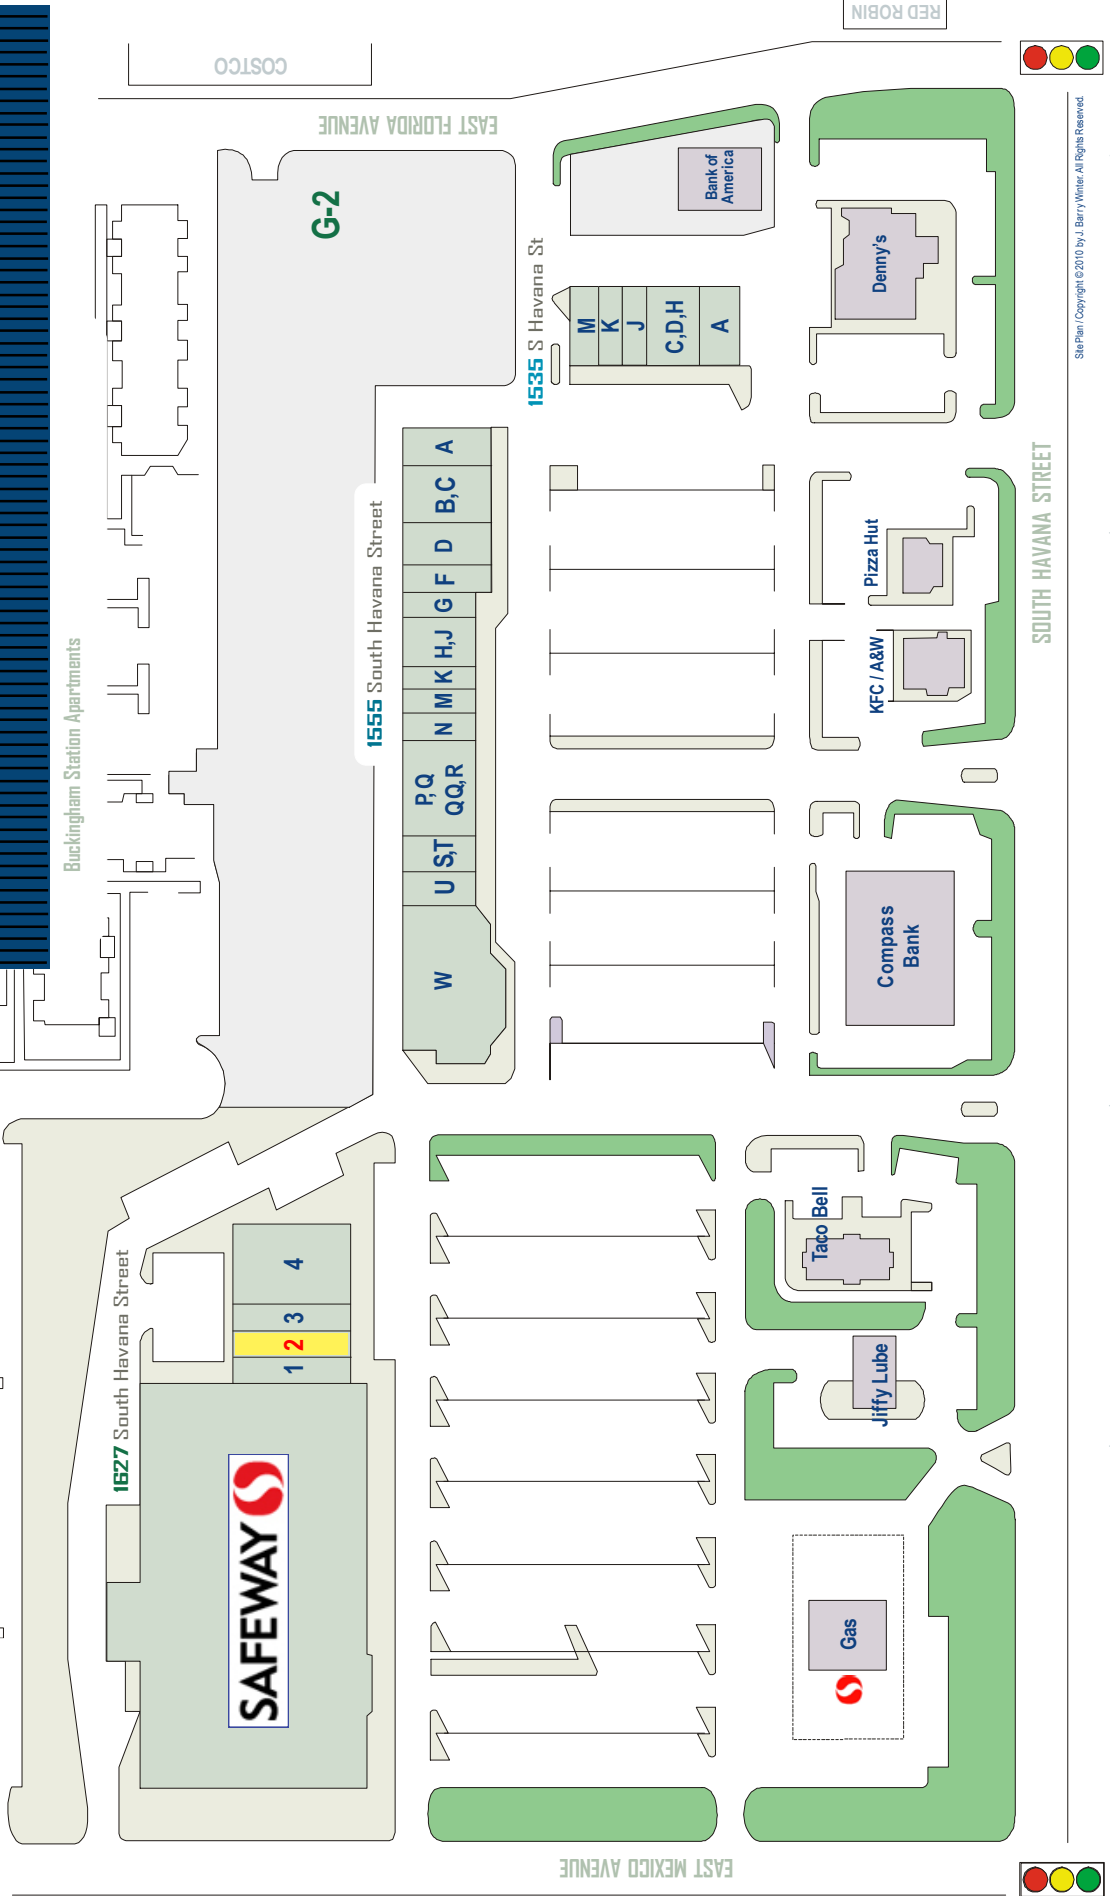 RED ROBIN
COSTCO
EAST FLORIDA AVENUE
G-2
Bank of
America
1535 S Havana St
M
K
J
C,D,H
A
Denny's
Site Plan / Copyright © 2010 by J. Barry Winter. All Rights Reserved.
SOUTH HAVANA STREET
Buckingham Station Apartments
1555 South Havana Street
A
B,C
D
F
G
H,J
K
M
N
P,Q
QQ,R
S,T
U
W
Pizza Hut
KFC / A&W
Compass
Bank
Taco Bell
Jiffy Lube
1627 South Havana Street
4
3
2
1
SAFEWAY
Gas
EAST MEXICO AVENUE